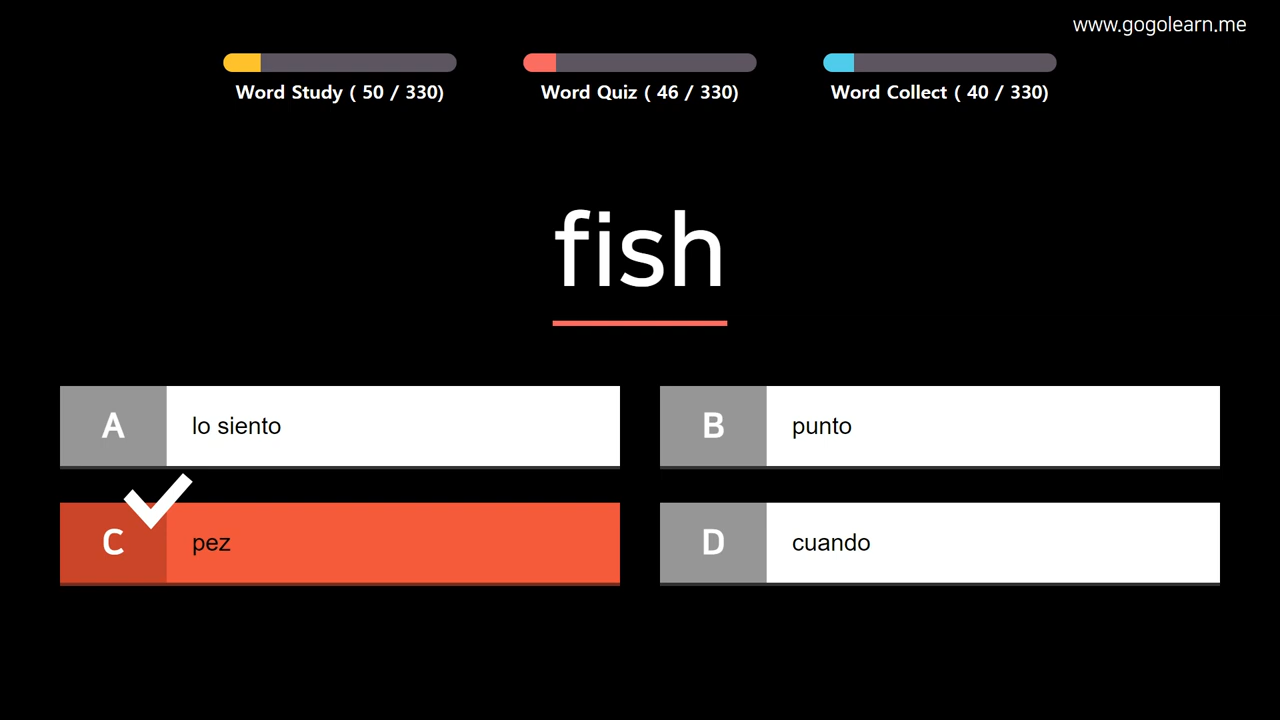 www.gogolearn.me
Word Study ( 50 / 330)
Word Quiz ( 46 / 330)
Word Collect ( 40 / 330)
fish
A lo siento
B punto
C pez
D cuando